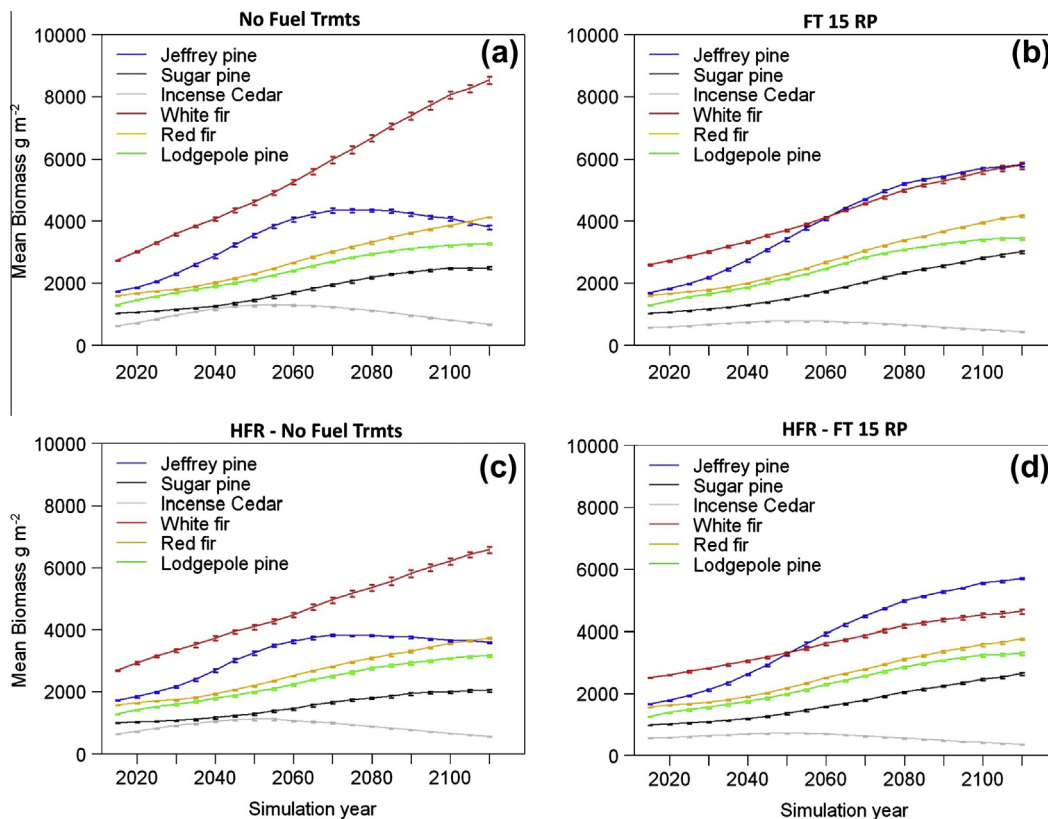 No Fuel Trmts
(a)
10000
8000
6000
4000
2000
0
Mean Biomass g m-2
Jeffrey pine
Sugar pine
Incense Cedar
White fir
Red fir
Lodgepole pine
2020 2040 2060 2080 2100
FT 15 RP
(b)
10000
8000
6000
4000
2000
0
Jeffrey pine
Sugar pine
Incense Cedar
White fir
Red fir
Lodgepole pine
2020 2040 2060 2080 2100
HFR - No Fuel Trmts
(c)
10000
8000
6000
4000
2000
0
Mean Biomass g m-2
Jeffrey pine
Sugar pine
Incense Cedar
White fir
Red fir
Lodgepole pine
2020 2040 2060 2080 2100
Simulation year
HFR - FT 15 RP
(d)
10000
8000
6000
4000
2000
0
Jeffrey pine
Sugar pine
Incense Cedar
White fir
Red fir
Lodgepole pine
2020 2040 2060 2080 2100
Simulation year